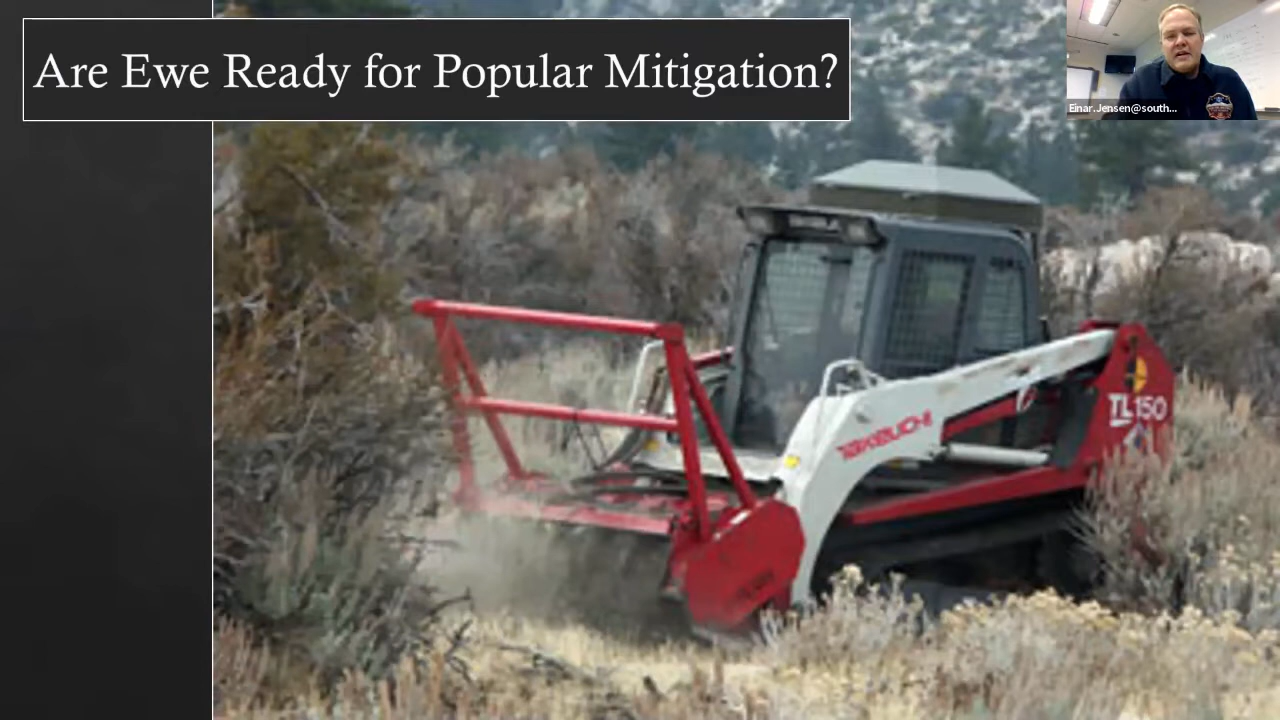 Are Ewe Ready for Popular Mitigation?
Einar.Jensen@south...
TAKEUCHI
TL150